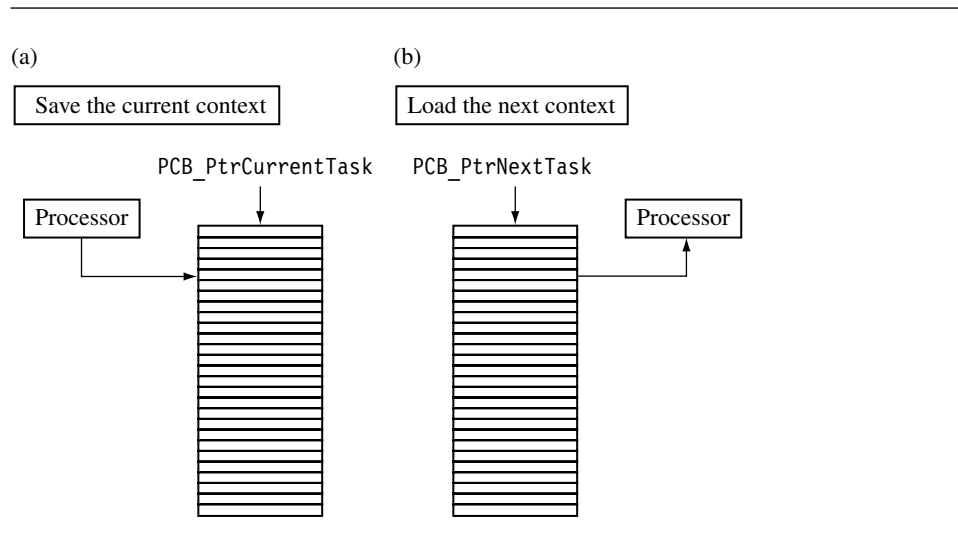 (a)
Save the current context
PCB_PtrCurrentTask
Processor
(b)
Load the next context
PCB_PtrNextTask
Processor